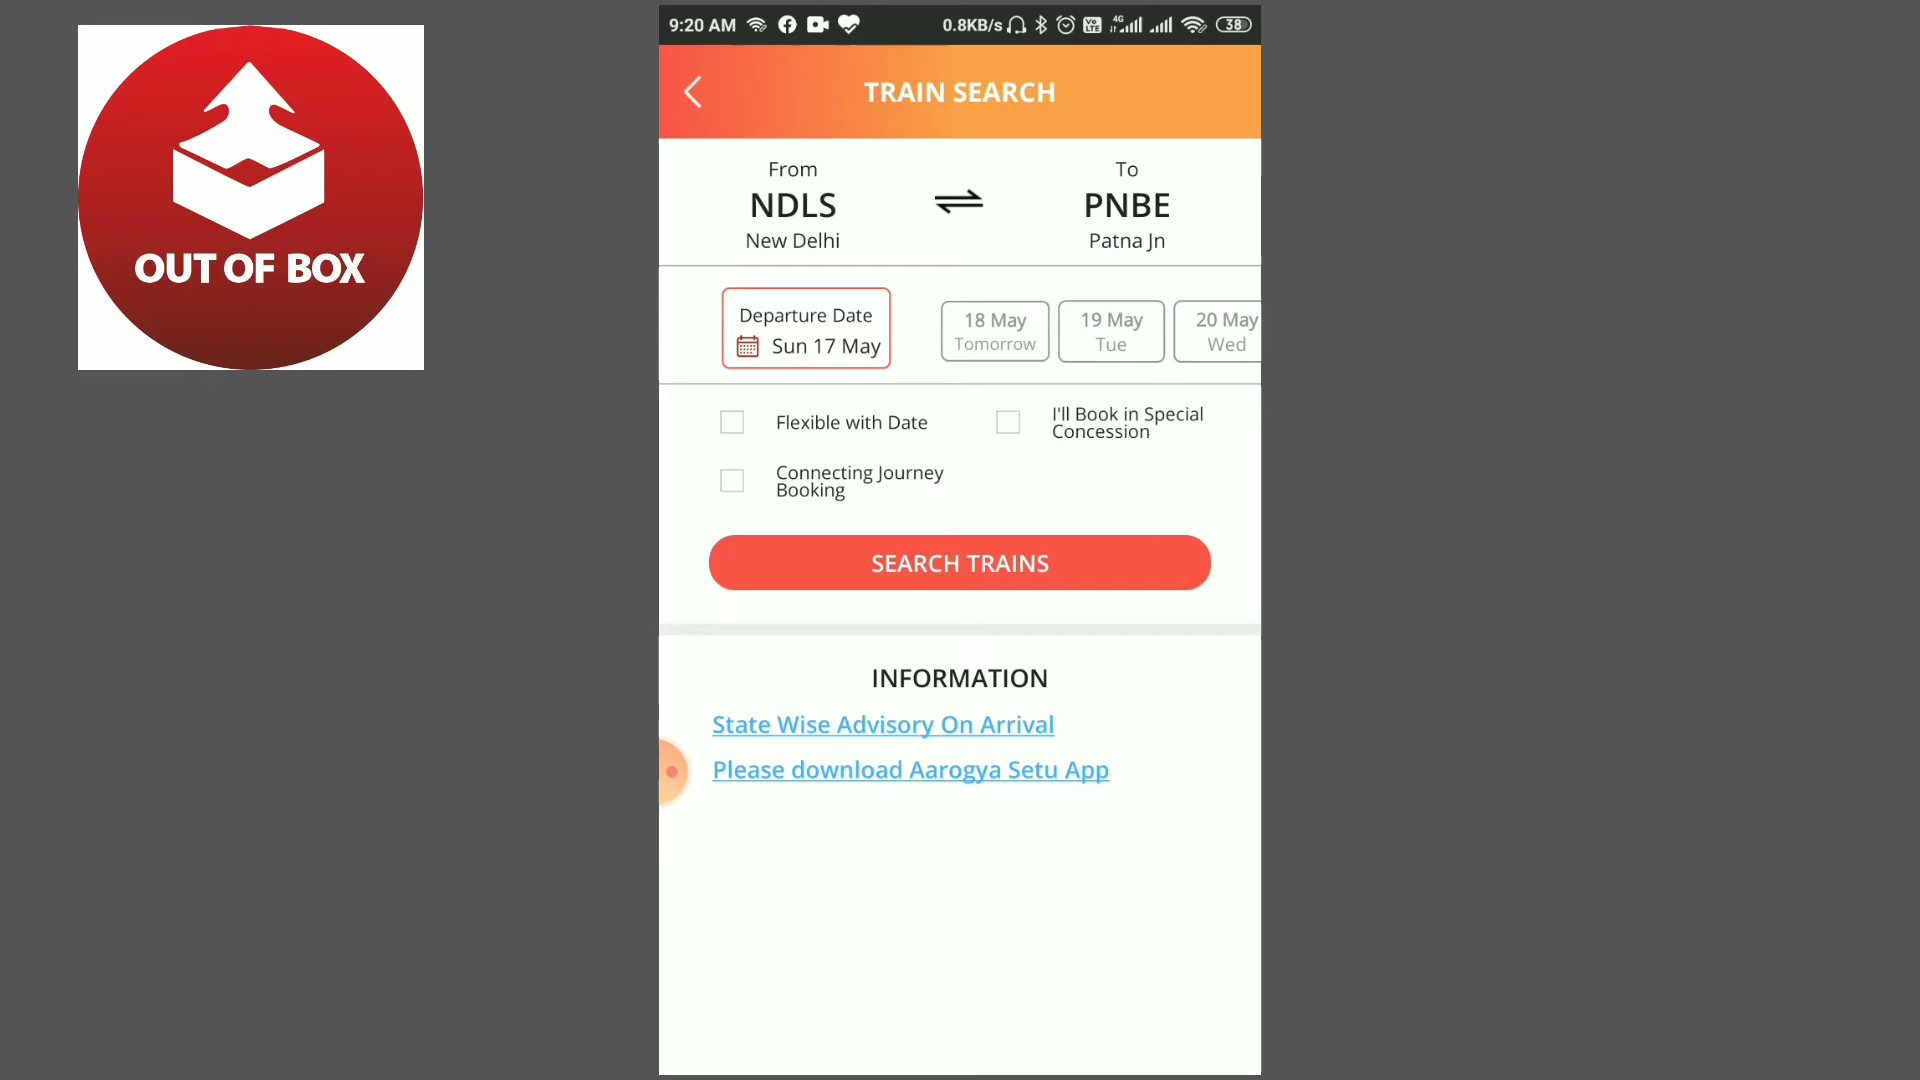 OUT OF BOX
9:20 AM
0.8KB/s
Vo LTE
4G
38
TRAIN SEARCH
From
NDLS
New Delhi
To
PNBE
Patna Jn
Departure Date
Sun 17 May
18 May
Tomorrow
19 May
Tue
20 May
Wed
Flexible with Date
I'll Book in Special
Concession
Connecting Journey
Booking
SEARCH TRAINS
INFORMATION
State Wise Advisory On Arrival
Please download Aarogya Setu App